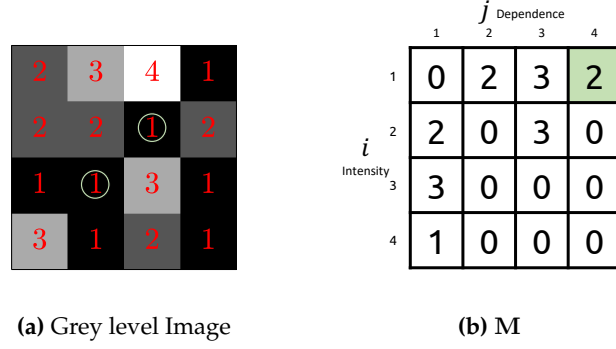 2 3 4 1
2 2 1 2
1 1 3 1
3 1 2 1
(a) Grey level Image
j Dependence
1 2 3 4
i
Intensity
1 0 2 3 2
2 2 0 3 0
3 3 0 0 0
4 1 0 0 0
(b) M